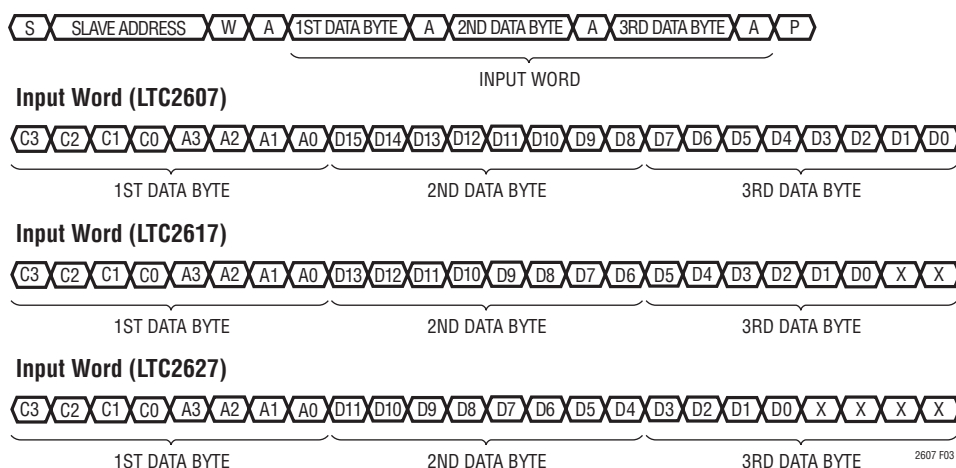 S SLAVE ADDRESS W A 1ST DATA BYTE A 2ND DATA BYTE A 3RD DATA BYTE A P
INPUT WORD
Input Word (LTC2607)
C3 C2 C1 C0 A3 A2 A1 A0 D15 D14 D13 D12 D11 D10 D9 D8 D7 D6 D5 D4 D3 D2 D1 D0
1ST DATA BYTE 2ND DATA BYTE 3RD DATA BYTE
Input Word (LTC2617)
C3 C2 C1 C0 A3 A2 A1 A0 D13 D12 D11 D10 D9 D8 D7 D6 D5 D4 D3 D2 D1 D0 X X
1ST DATA BYTE 2ND DATA BYTE 3RD DATA BYTE
Input Word (LTC2627)
C3 C2 C1 C0 A3 A2 A1 A0 D11 D10 D9 D8 D7 D6 D5 D4 D3 D2 D1 D0 X X X X
1ST DATA BYTE 2ND DATA BYTE 3RD DATA BYTE 2607 F03